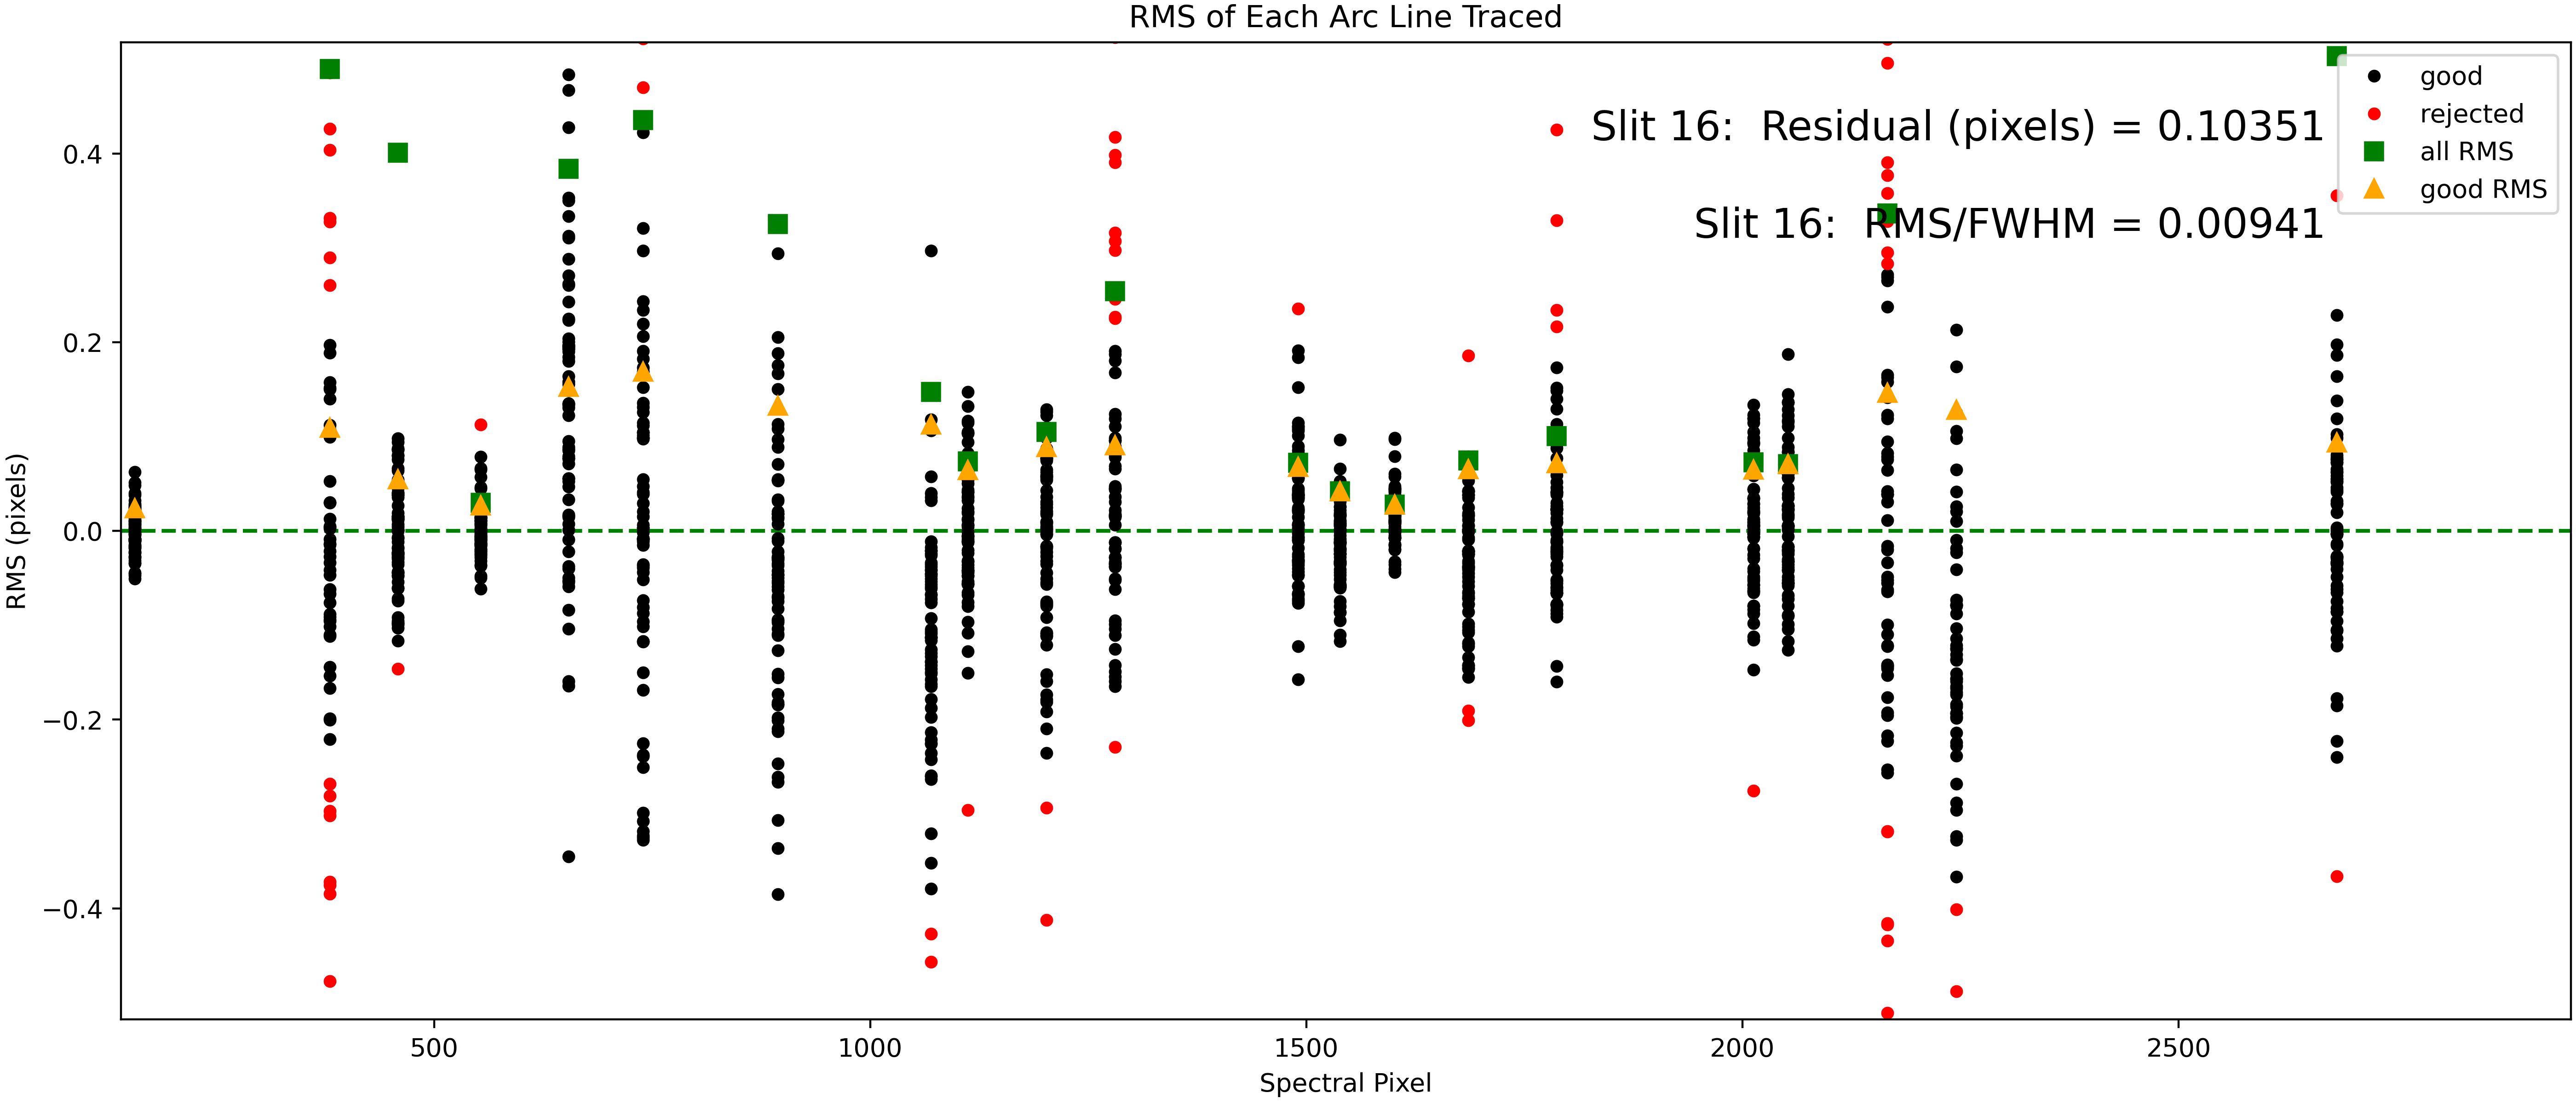 RMS of Each Arc Line Traced
good
rejected
all RMS
good RMS
Slit 16:  Residual (pixels) = 0.10351
Slit 16:  RMS/FWHM = 0.00941
RMS (pixels)
0.4
0.2
0.0
−0.2
−0.4
500
1000
1500
2000
2500
Spectral Pixel